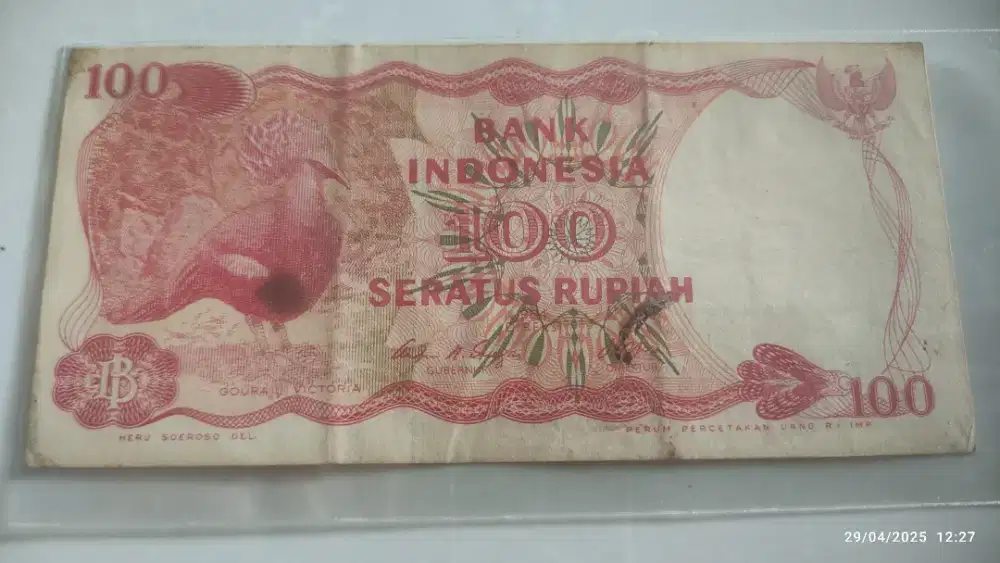 100
BANK
INDONESIA
100
SERATUS RUPIAH
GUBERNUR
DIREKTUR
GOURA VICTORIA
100
HERU SOEROSO DEL.
PERUM PERCETAKAN UANG R.I. IMP.
29/04/2025 12:27